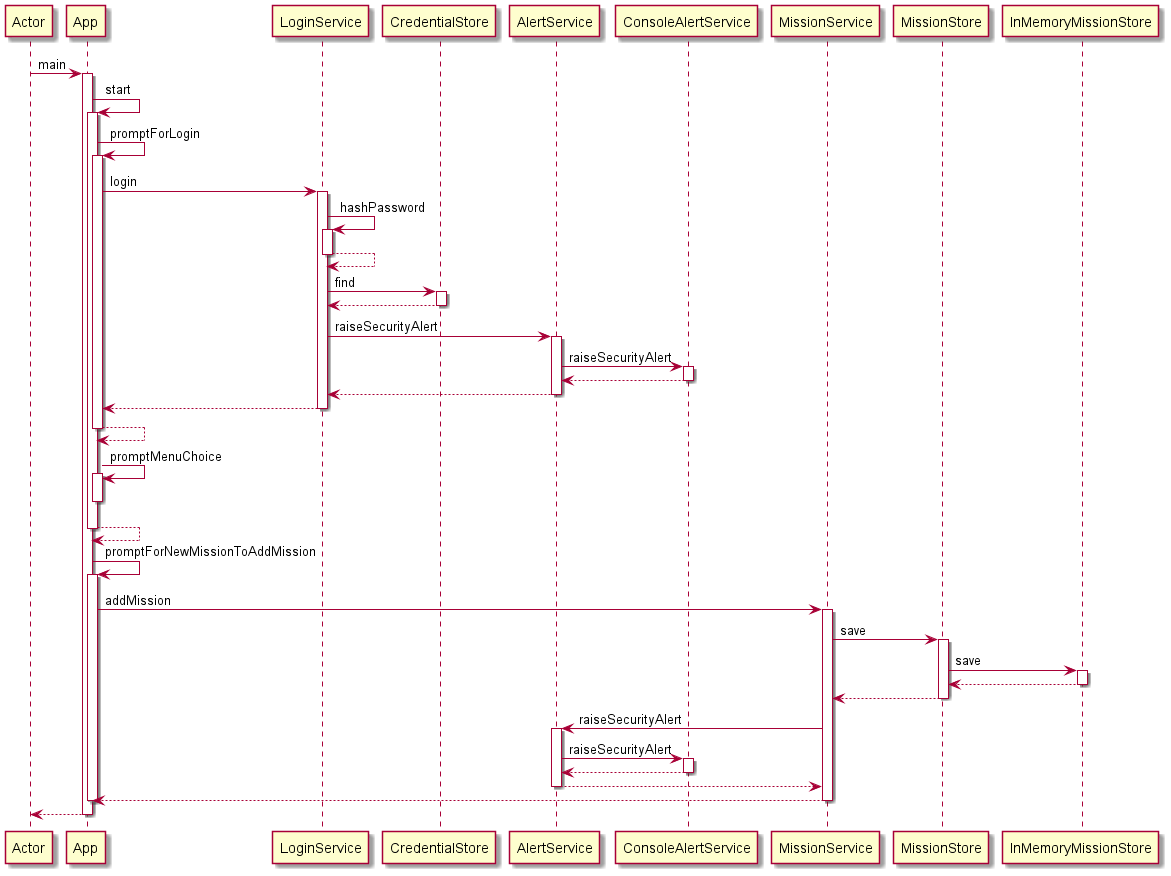 Actor App LoginService CredentialStore AlertService ConsoleAlertService MissionService MissionStore InMemoryMissionStore
main
start
promptForLogin
login
hashPassword
find
raiseSecurityAlert
raiseSecurityAlert
promptMenuChoice
promptForNewMissionToAddMission
addMission
save
save
raiseSecurityAlert
raiseSecurityAlert
Actor App LoginService CredentialStore AlertService ConsoleAlertService MissionService MissionStore InMemoryMissionStore